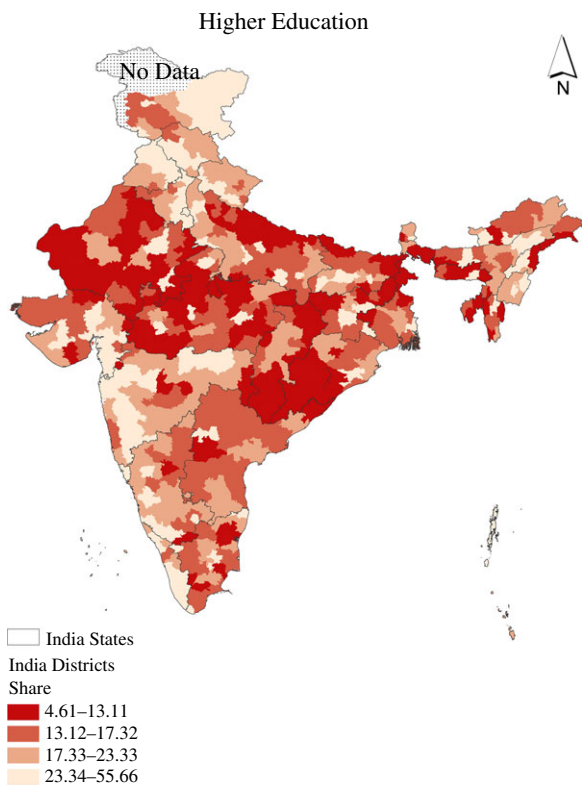 Higher Education
No Data
N
India States
India Districts
Share
4.61–13.11
13.12–17.32
17.33–23.33
23.34–55.66